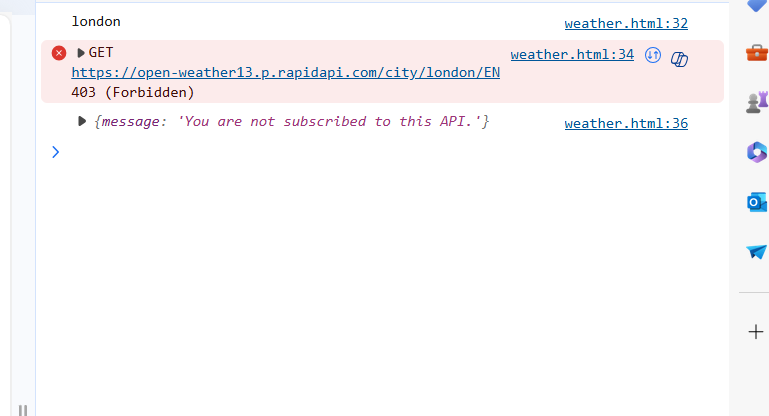 london weather.html:32
GET weather.html:34
https://open-weather13.p.rapidapi.com/city/london/EN
403 (Forbidden)
{message: 'You are not subscribed to this API.'} weather.html:36